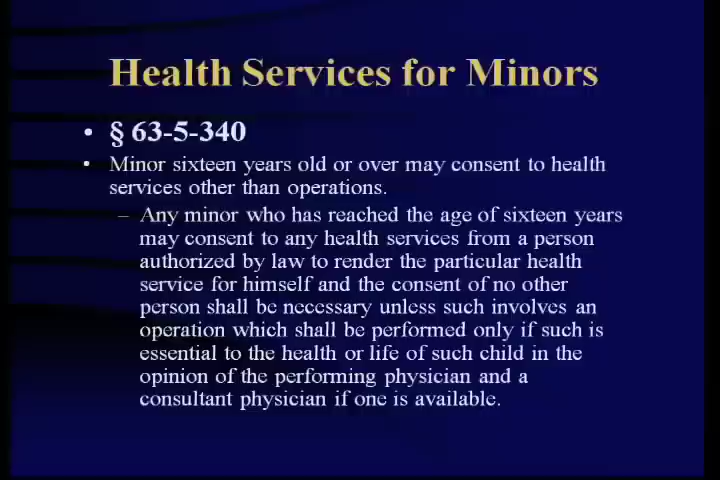 Health Services for Minors
• § 63-5-340
• Minor sixteen years old or over may consent to health
services other than operations.
– Any minor who has reached the age of sixteen years
may consent to any health services from a person
authorized by law to render the particular health
service for himself and the consent of no other
person shall be necessary unless such involves an
operation which shall be performed only if such is
essential to the health or life of such child in the
opinion of the performing physician and a
consultant physician if one is available.